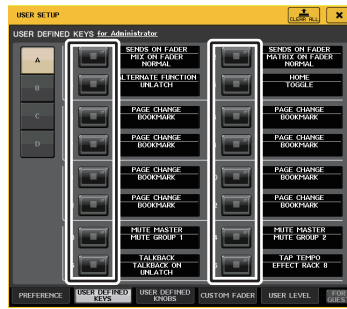 USER SETUP
CLEAR ALL
USER DEFINED KEYS for Administrator
A
B
C
D
SENDS ON FADER
MIX ON FADER
NORMAL
SENDS ON FADER
MATRIX ON FADER
NORMAL
LTERNATE FUNCTION
UNLATCH
HOME
TOGGLE
PAGE CHANGE
BOOKMARK
PAGE CHANGE
BOOKMARK
PAGE CHANGE
BOOKMARK
PAGE CHANGE
BOOKMARK
PAGE CHANGE
BOOKMARK
PAGE CHANGE
BOOKMARK
PAGE CHANGE
BOOKMARK
PAGE CHANGE
BOOKMARK
MUTE MASTER
MUTE GROUP 1
MUTE MASTER
MUTE GROUP 2
TALKBACK
TALKBACK ON
UNLATCH
TAP TEMPO
EFFECT RACK 8
PREFERENCE
USER DEFINED
KEYS
USER DEFINED
KNOBS
CUSTOM FADER
USER LEVEL
FOR
GUES